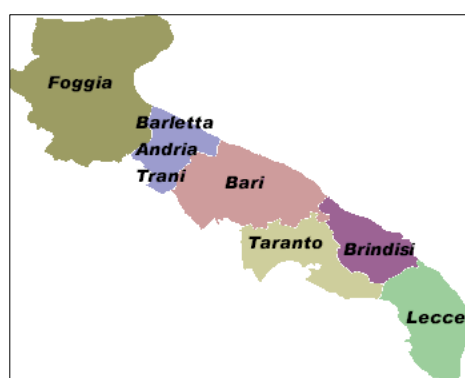 Foggia
Barletta
Andria
Trani
Bari
Taranto
Brindisi
Lecce